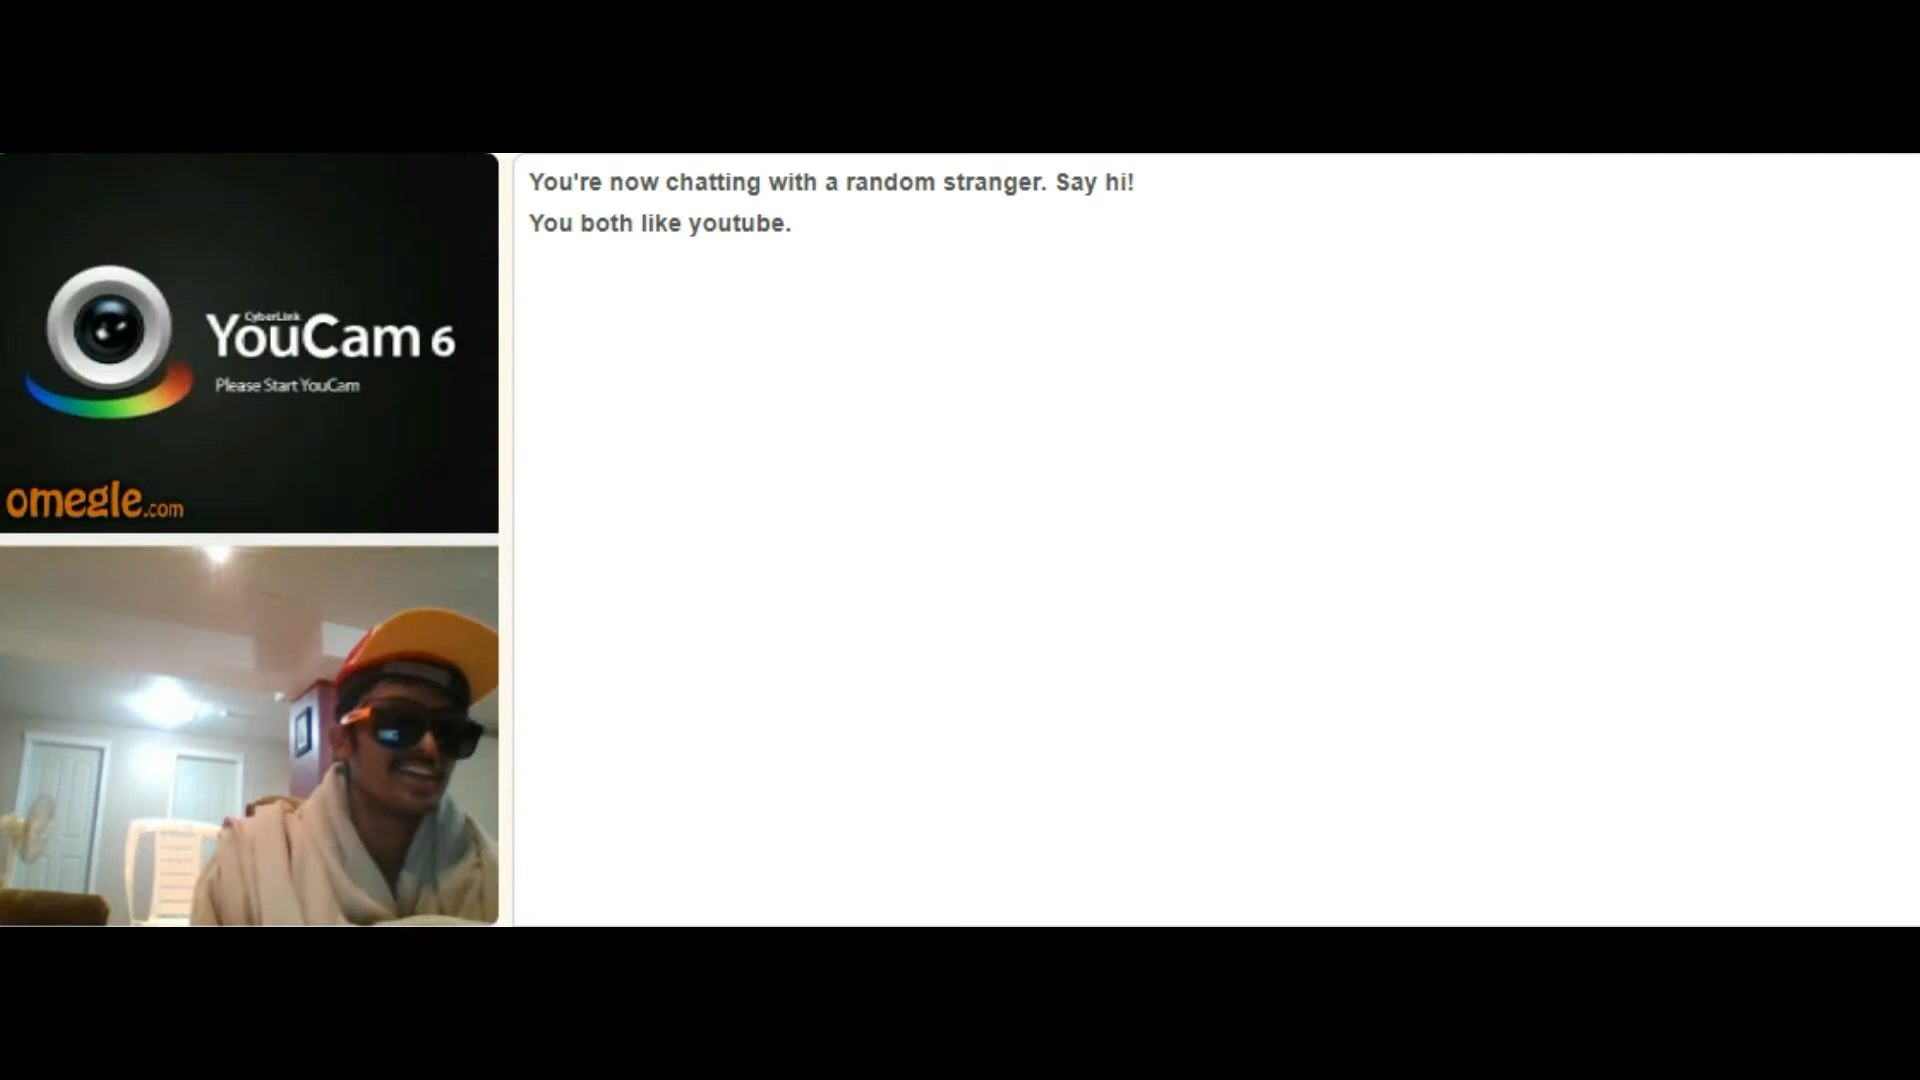 CyberLink
YouCam 6
Please Start YouCam
omegle.com
You're now chatting with a random stranger. Say hi!
You both like youtube.